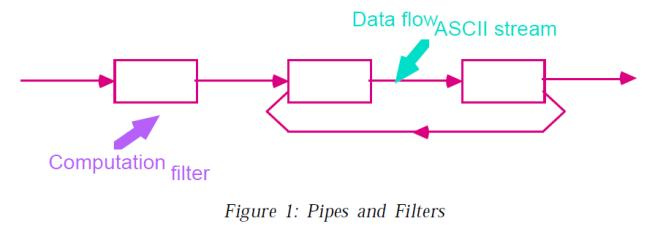 Data flow ASCII stream
Computation filter
Figure 1: Pipes and Filters